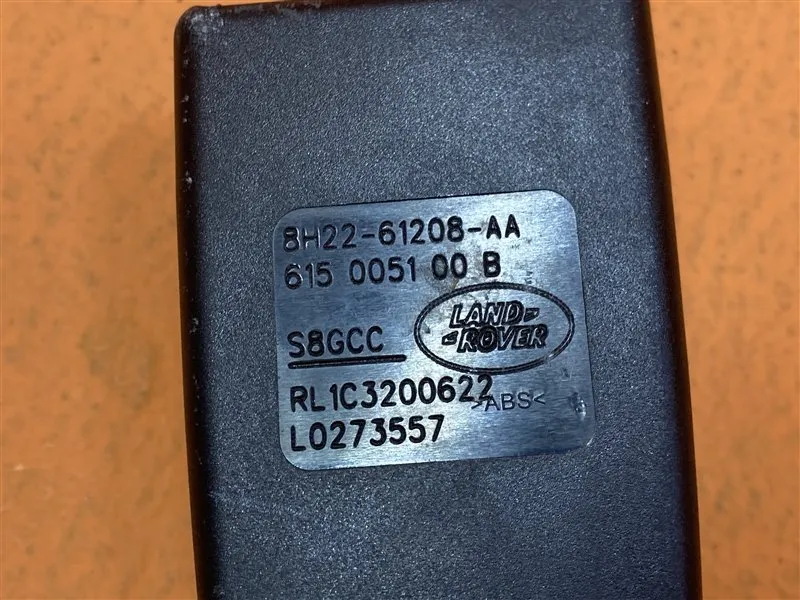 8H22-61208-AA
615 0051 00 B
S8GCC
LAND
ROVER
RL1C3200622
>ABS<
L0273557